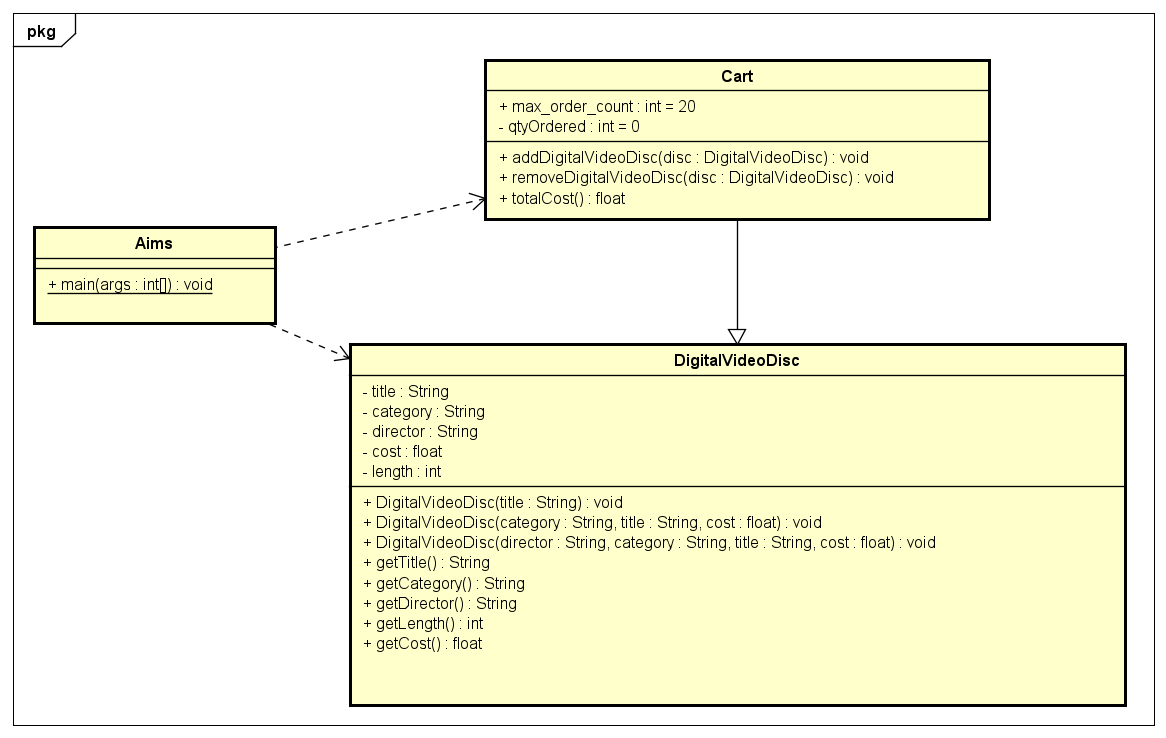 pkg
Cart
+ max_order_count : int = 20
- qtyOrdered : int = 0
+ addDigitalVideoDisc(disc : DigitalVideoDisc) : void
+ removeDigitalVideoDisc(disc : DigitalVideoDisc) : void
+ totalCost() : float
Aims
+ main(args : int[]) : void
DigitalVideoDisc
- title : String
- category : String
- director : String
- cost : float
- length : int
+ DigitalVideoDisc(title : String) : void
+ DigitalVideoDisc(category : String, title : String, cost : float) : void
+ DigitalVideoDisc(director : String, category : String, title : String, cost : float) : void
+ getTitle() : String
+ getCategory() : String
+ getDirector() : String
+ getLength() : int
+ getCost() : float